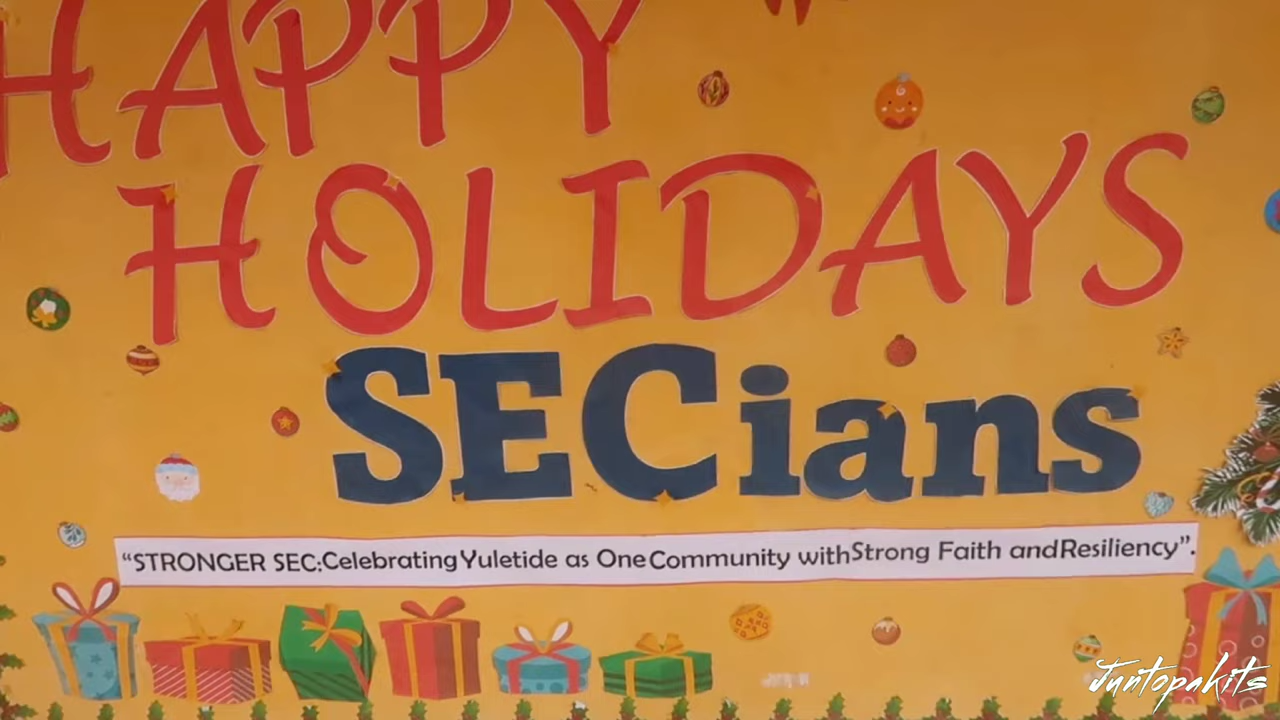 HAPPY
HOLIDAYS
SECians
“STRONGER SEC:Celebrating Yuletide as One Community with Strong Faith and Resiliency”.
Juntopakits